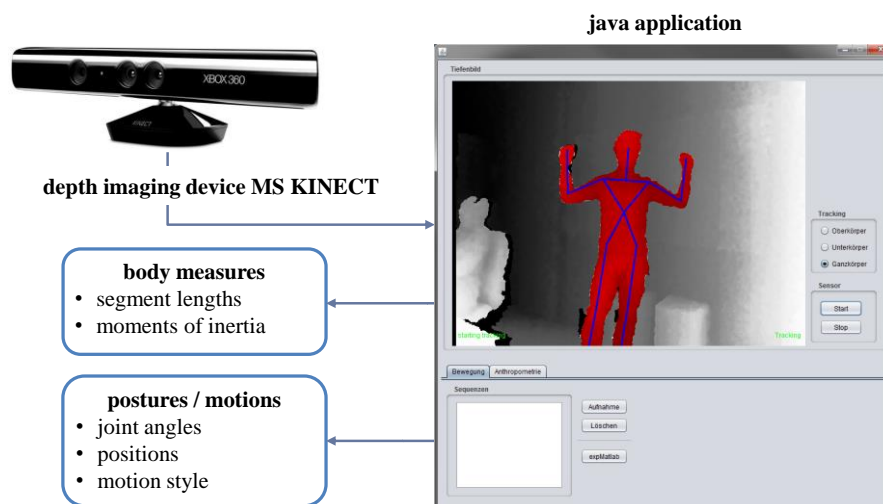 java application
XBOX 360
KINECT
depth imaging device MS KINECT
body measures
• segment lengths
• moments of inertia
postures / motions
• joint angles
• positions
• motion style
Tiefenbild
starting tracking
Tracking
Tracking
Oberkörper
Unterkörper
Ganzkörper
Sensor
Start
Stop
Bewegung
Anthropometrie
Sequenzen
Aufnahme
Löschen
expMatlab